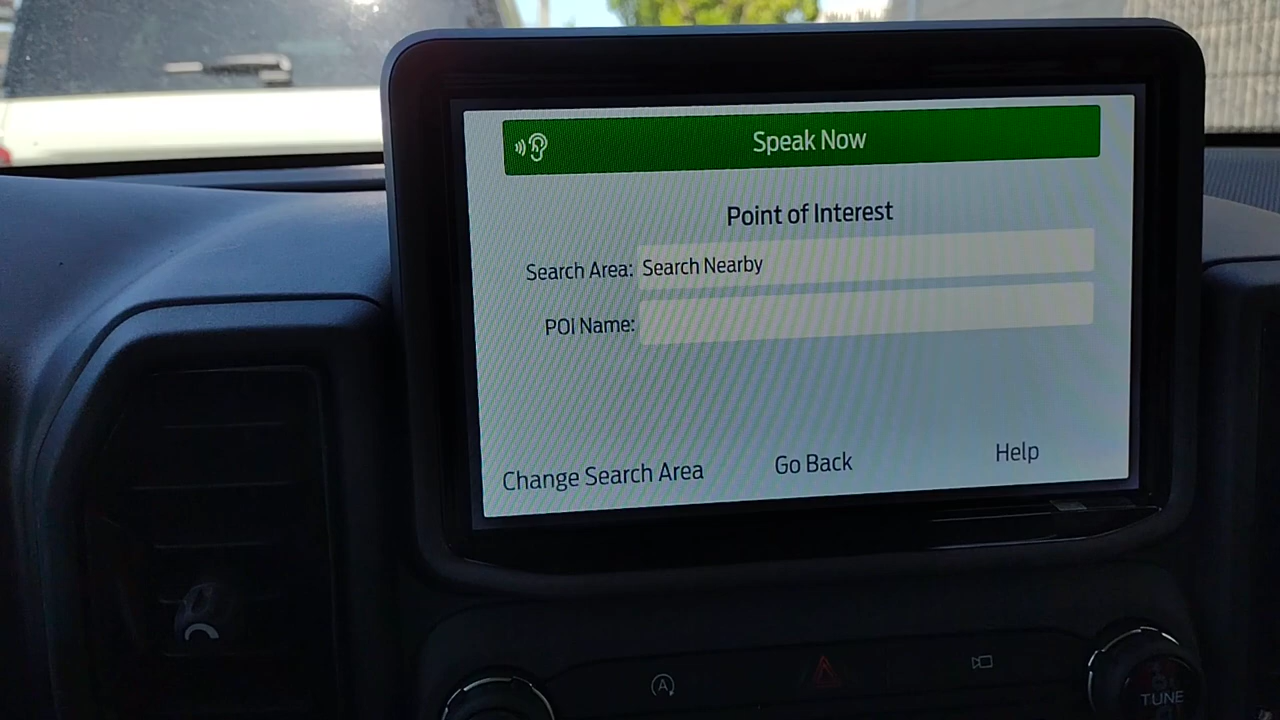 Speak Now
Point of Interest
Search Area: Search Nearby
POI Name:
Change Search Area Go Back Help
A
TUNE